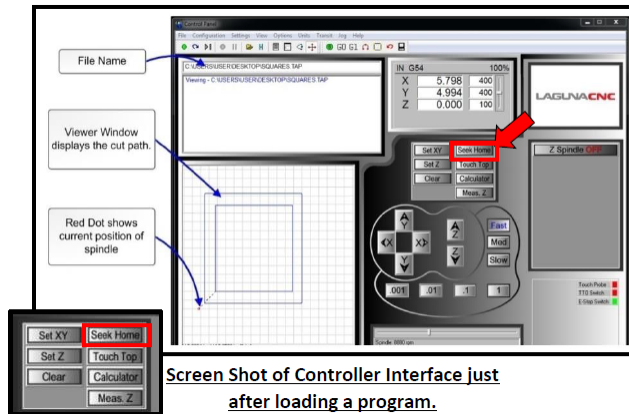 Control Panel
File Configuration Settings View Options Units Transit Jog Help
G0 G1
File Name
C:\USERS\USER\DESKTOP\SQUARES.TAP
Viewing - C:\USERS\USER\DESKTOP\SQUARES.TAP
IN G54 100%
X 5.798 400
Y 4.994 400
Z 0.000 100
LAGUNACNC
Viewer Window
displays the cut path.
Set XY Seek Home
Set Z Touch Top
Clear Calculator
Meas. Z
Z Spindle OFF
Red Dot shows
current position of
spindle
Y
X X
Y
Z
Z
Fast
Med
Slow
.001 .01 .1 1
Touch Probe
TTO Switch
E-Stop Switch
Set XY Seek Home
Set Z Touch Top
Clear Calculator
Meas. Z
Screen Shot of Controller Interface just
after loading a program.